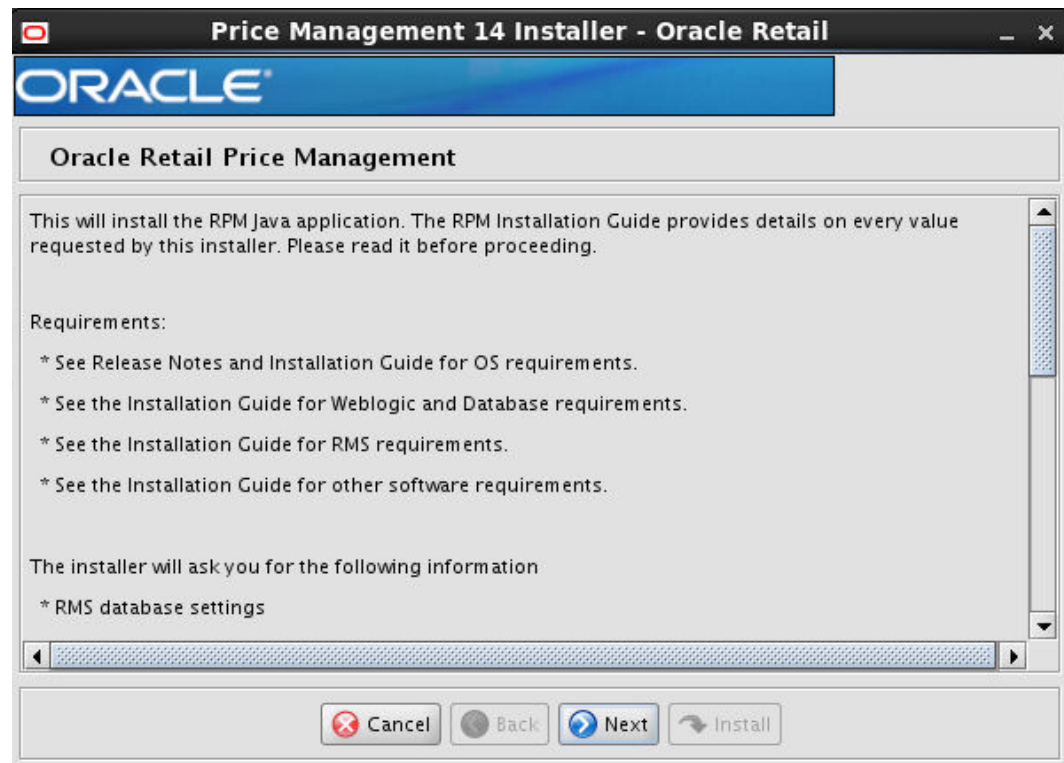 Price Management 14 Installer - Oracle Retail
ORACLE
Oracle Retail Price Management
This will install the RPM Java application. The RPM Installation Guide provides details on every value
requested by this installer. Please read it before proceeding.
Requirements:
* See Release Notes and Installation Guide for OS requirements.
* See the Installation Guide for Weblogic and Database requirements.
* See the Installation Guide for RMS requirements.
* See the Installation Guide for other software requirements.
The installer will ask you for the following information
* RMS database settings
Cancel Back Next Install